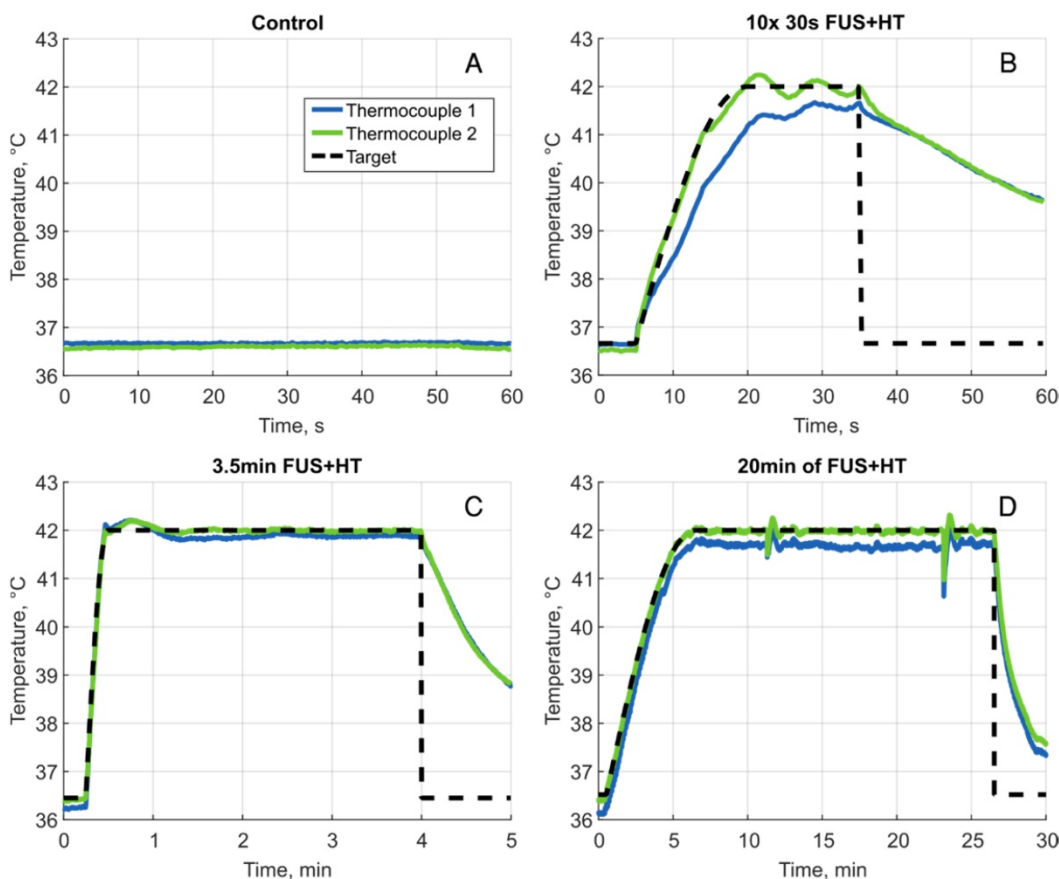 Control
A
43
42
41
40
39
38
37
36
Temperature, °C
Thermocouple 1
Thermocouple 2
Target
0 10 20 30 40 50 60
Time, s
10x 30s FUS+HT
B
43
42
41
40
39
38
37
36
Temperature, °C
0 10 20 30 40 50 60
Time, s
3.5min FUS+HT
C
43
42
41
40
39
38
37
36
Temperature, °C
0 1 2 3 4 5
Time, min
20min of FUS+HT
D
43
42
41
40
39
38
37
36
Temperature, °C
0 5 10 15 20 25 30
Time, min